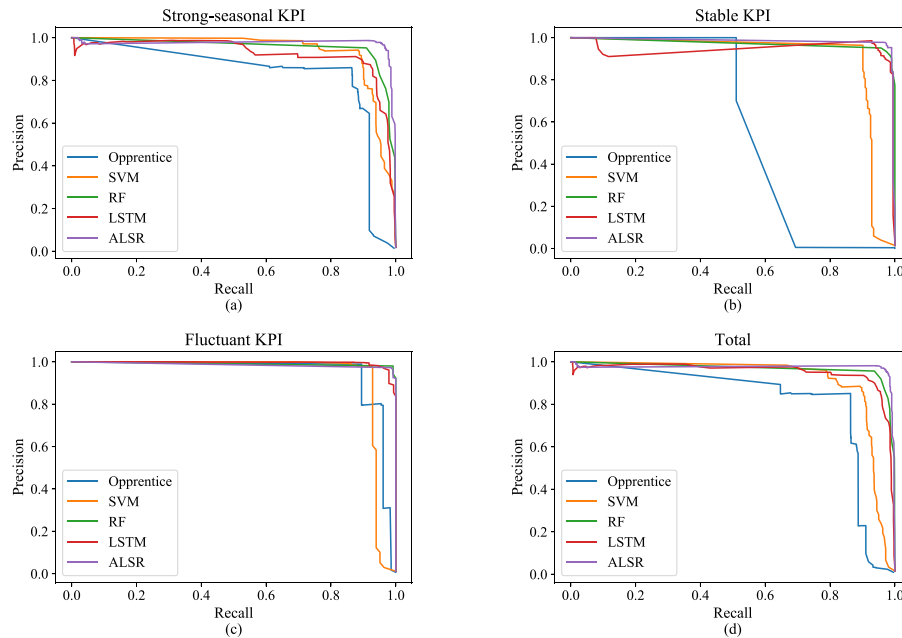 Strong-seasonal KPI
1.0
0.8
0.6
0.4
0.2
0.0
Precision
Opprentice
SVM
RF
LSTM
ALSR
0.0 0.2 0.4 0.6 0.8 1.0
Recall
(a)
Stable KPI
1.0
0.8
0.6
0.4
0.2
0.0
Precision
Opprentice
SVM
RF
LSTM
ALSR
0.0 0.2 0.4 0.6 0.8 1.0
Recall
(b)
Fluctuant KPI
1.0
0.8
0.6
0.4
0.2
0.0
Precision
Opprentice
SVM
RF
LSTM
ALSR
0.0 0.2 0.4 0.6 0.8 1.0
Recall
(c)
Total
1.0
0.8
0.6
0.4
0.2
0.0
Precision
Opprentice
SVM
RF
LSTM
ALSR
0.0 0.2 0.4 0.6 0.8 1.0
Recall
(d)